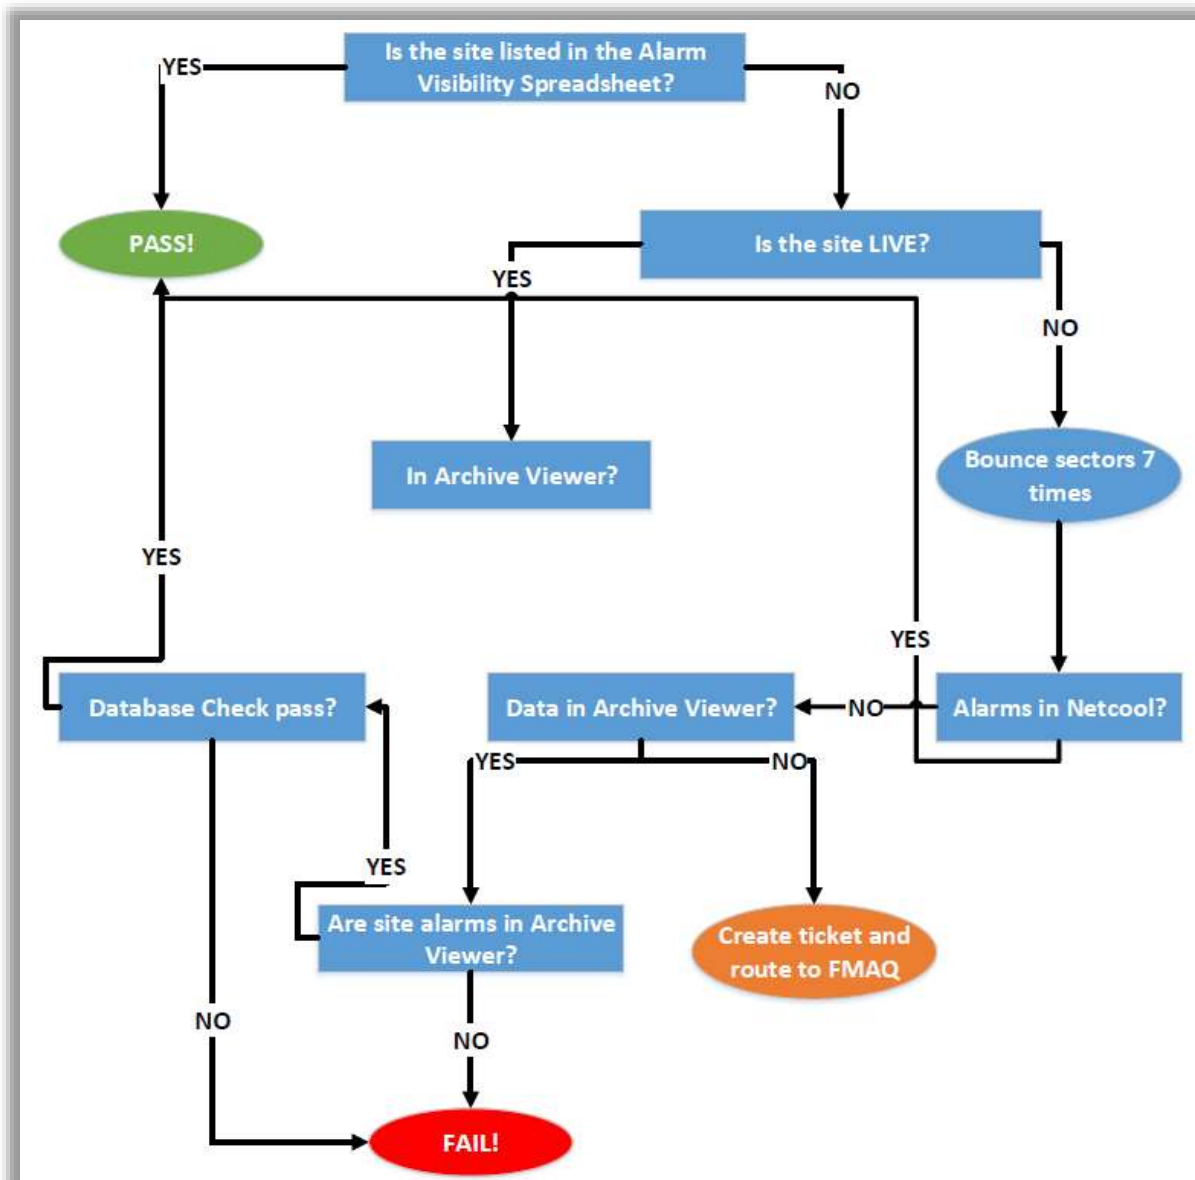 Is the site listed in the Alarm
Visibility Spreadsheet?
YES
NO
PASS!
Is the site LIVE?
YES
NO
In Archive Viewer?
Bounce sectors 7
times
YES
YES
Database Check pass?
Data in Archive Viewer?
NO
Alarms in Netcool?
YES
NO
YES
Are site alarms in Archive
Viewer?
Create ticket and
route to FMAQ
NO
NO
FAIL!